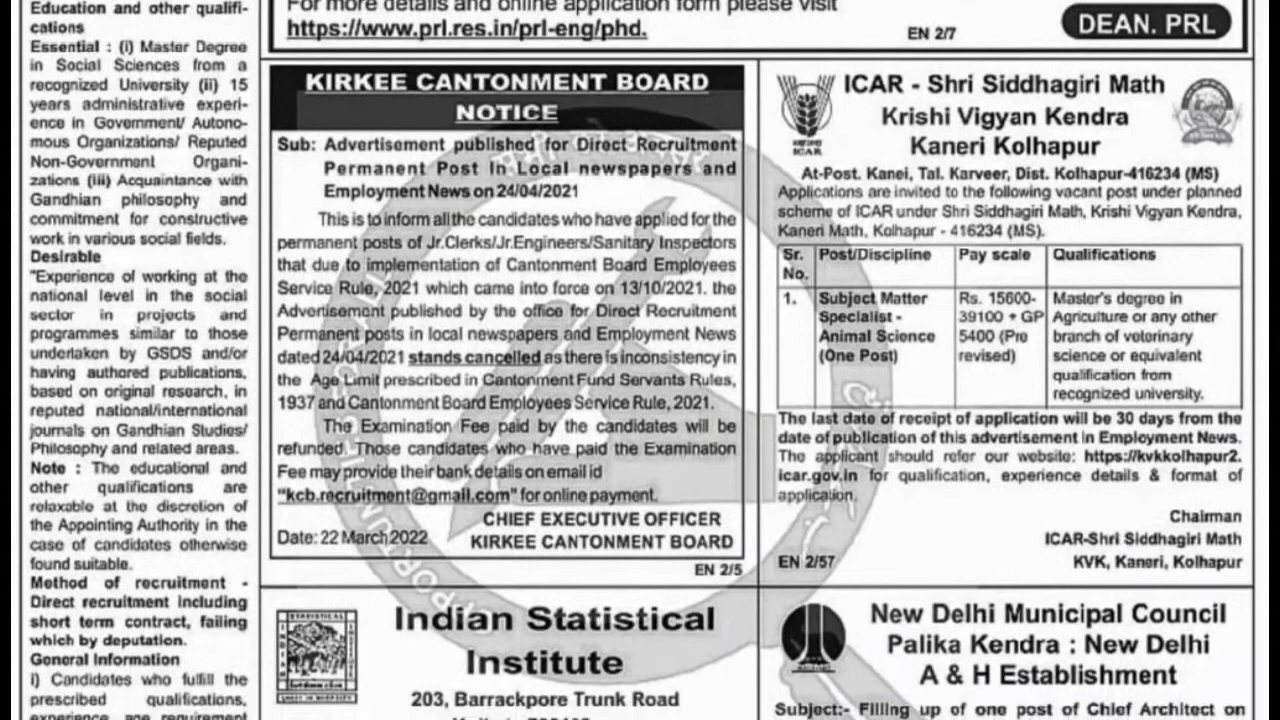 Education and other qualifi-
cations
Essential : (i) Master Degree
in Social Sciences from a
recognized University (ii) 15
years administrative experi-
ence in Government/ Autono-
mous Organizations/ Reputed
Non-Government Organi-
zations (iii) Acquaintance with
Gandhian philosophy and
commitment for constructive
work in various social fields.
Desirable
"Experience of working at the
national level in the social
sector in projects and
programmes similar to those
undertaken by GSDS and/or
having authored publications,
based on original research, in
reputed national/international
journals on Gandhian Studies/
Philosophy and related areas.
Note : The educational and
other qualifications are
relaxable at the discretion of
the Appointing Authority in the
case of candidates otherwise
found suitable.
Method of recruitment -
Direct recruitment including
short term contract, failing
which by deputation.
General Information
i) Candidates who fulfill the
prescribed qualifications,
experience, age requirement
For more details and online application form please visit
https://www.prl.res.in/prl-eng/phd.
EN 2/7
DEAN. PRL
KIRKEE CANTONMENT BOARD
NOTICE
Sub: Advertisement published for Direct Recruitment
Permanent Post In Local newspapers and
Employment News on 24/04/2021
This is to inform all the candidates who have applied for the
permanent posts of Jr.Clerks/Jr.Engineers/Sanitary Inspectors
that due to implementation of Cantonment Board Employees
Service Rule, 2021 which came into force on 13/10/2021. the
Advertisement published by the office for Direct Recruitment
Permanent posts in local newspapers and Employment News
dated 24/04/2021 stands cancelled as there is inconsistency in
the Age Limit prescribed in Cantonment Fund Servants Rules,
1937 and Cantonment Board Employees Service Rule, 2021.
The Examination Fee paid by the candidates will be
refunded. Those candidates who have paid the Examination
Fee may provide their bank details on email id
"kcb.recruitment@gmail.com" for online payment.
CHIEF EXECUTIVE OFFICER
Date: 22 March 2022 KIRKEE CANTONMENT BOARD
EN 2/5
ICAR
ICAR - Shri Siddhagiri Math
Krishi Vigyan Kendra
Kaneri Kolhapur
At-Post. Kanei, Tal. Karveer, Dist. Kolhapur-416234 (MS)
Applications are invited to the following vacant post under planned
scheme of ICAR under Shri Siddhagiri Math, Krishi Vigyan Kendra,
Kaneri Math, Kolhapur - 416234 (MS).
Sr. No. Post/Discipline Pay scale Qualifications
1. Subject Matter Rs. 15600- Master's degree in
Specialist - 39100 + GP Agriculture or any other
Animal Science 5400 (Pre branch of veterinary
(One Post) revised) science or equivalent
qualification from
recognized university.
The last date of receipt of application will be 30 days from the
date of publication of this advertisement in Employment News.
The applicant should refer our website: https://kvkkolhapur2.
icar.gov.in for qualification, experience details & format of
application.
Chairman
ICAR-Shri Siddhagiri Math
EN 2/57 KVK, Kaneri, Kolhapur
Indian Statistical
Institute
203, Barrackpore Trunk Road
New Delhi Municipal Council
Palika Kendra : New Delhi
A & H Establishment
Subject:- Filling up of one post of Chief Architect on